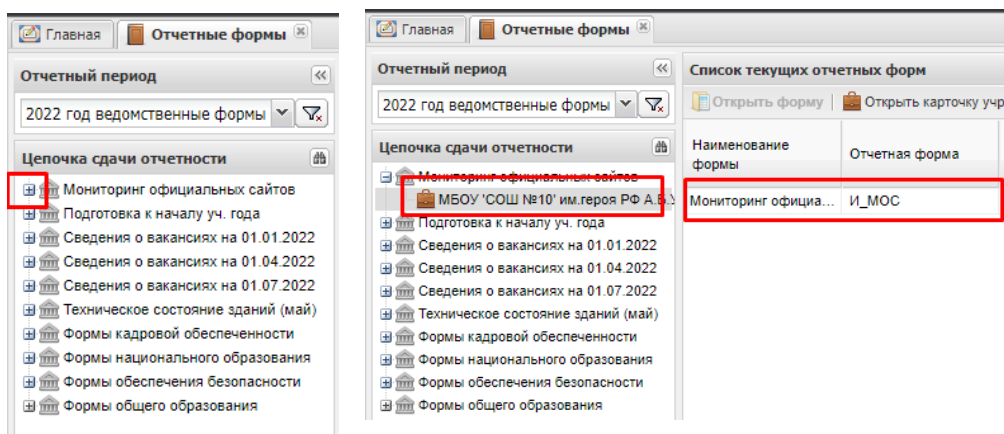 Главная
Отчетные формы
Отчетный период
2022 год ведомственные формы
Цепочка сдачи отчетности
Мониторинг официальных сайтов
Подготовка к началу уч. года
Сведения о вакансиях на 01.01.2022
Сведения о вакансиях на 01.04.2022
Сведения о вакансиях на 01.07.2022
Техническое состояние зданий (май)
Формы кадровой обеспеченности
Формы национального образования
Формы обеспечения безопасности
Формы общего образования
Главная
Отчетные формы
Отчетный период
2022 год ведомственные формы
Цепочка сдачи отчетности
Мониторинг официальных сайтов
МБОУ 'СОШ №10' им.героя РФ А.Б.
Подготовка к началу уч. года
Сведения о вакансиях на 01.01.2022
Сведения о вакансиях на 01.04.2022
Сведения о вакансиях на 01.07.2022
Техническое состояние зданий (май)
Формы кадровой обеспеченности
Формы национального образования
Формы обеспечения безопасности
Формы общего образования
Список текущих отчетных форм
Открыть форму
Открыть карточку учр
Наименование
формы
Отчетная форма
Мониторинг официа...
И_МОС